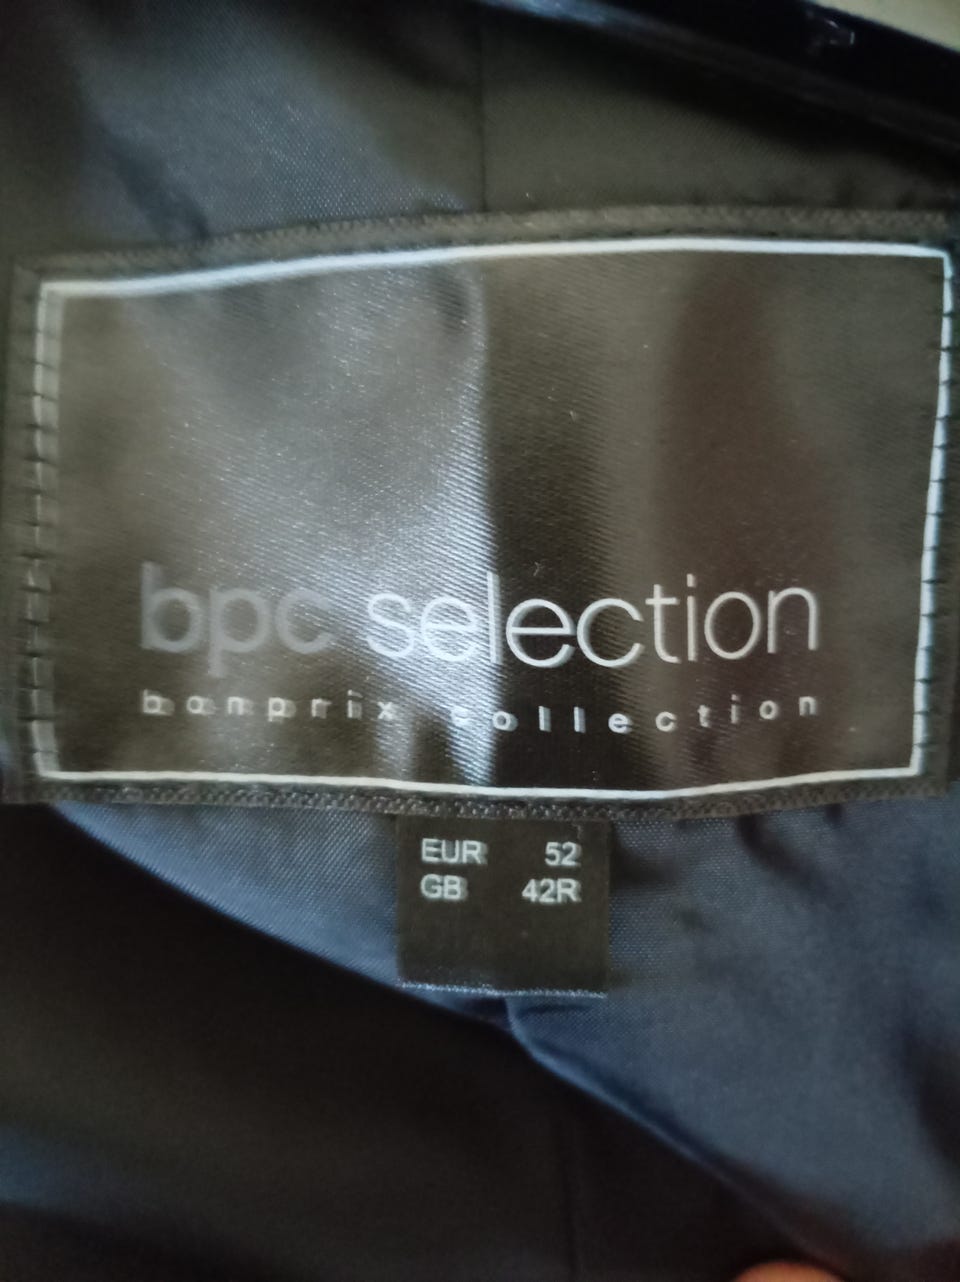 bpc selection
bonprix collection
EUR 52
GB 42R